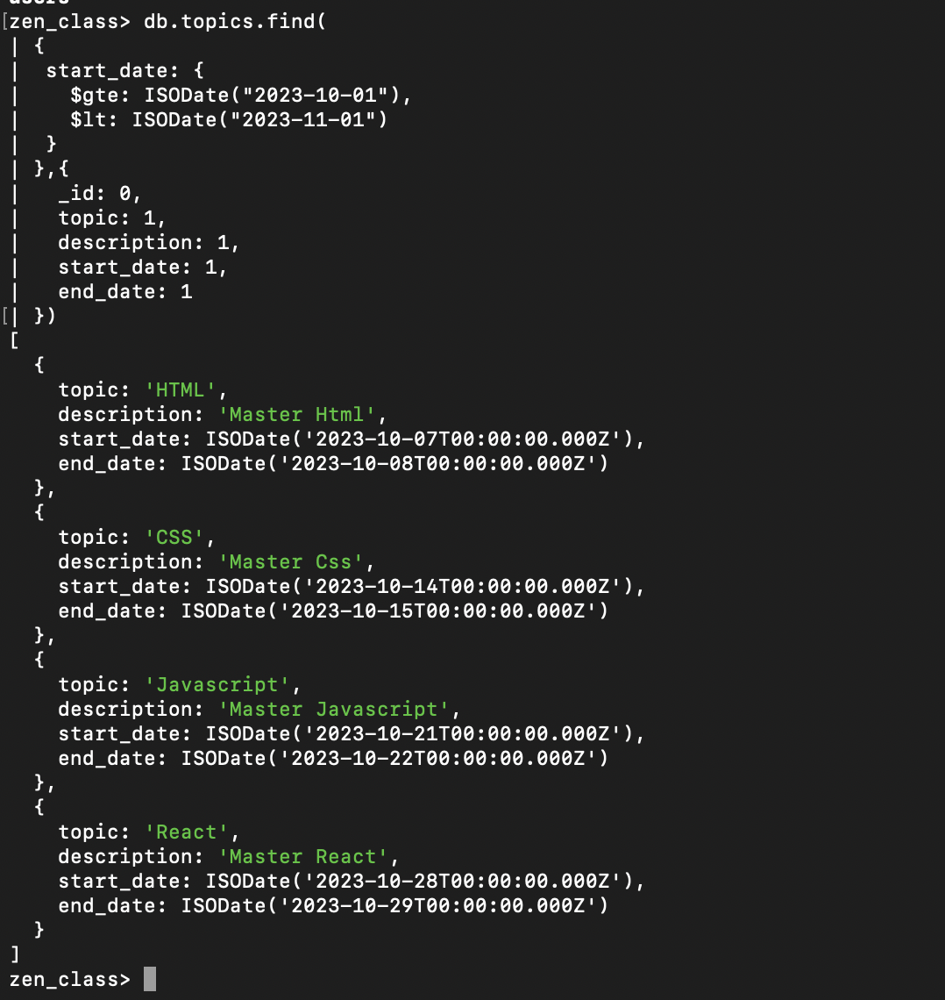 users
[zen_class> db.topics.find(
| {
|  start_date: {
|    $gte: ISODate("2023-10-01"),
|    $lt: ISODate("2023-11-01")
|  }
| },{
|   _id: 0,
|   topic: 1,
|   description: 1,
|   start_date: 1,
|   end_date: 1
[| })
[
  {
    topic: 'HTML',
    description: 'Master Html',
    start_date: ISODate('2023-10-07T00:00:00.000Z'),
    end_date: ISODate('2023-10-08T00:00:00.000Z')
  },
  {
    topic: 'CSS',
    description: 'Master Css',
    start_date: ISODate('2023-10-14T00:00:00.000Z'),
    end_date: ISODate('2023-10-15T00:00:00.000Z')
  },
  {
    topic: 'Javascript',
    description: 'Master Javascript',
    start_date: ISODate('2023-10-21T00:00:00.000Z'),
    end_date: ISODate('2023-10-22T00:00:00.000Z')
  },
  {
    topic: 'React',
    description: 'Master React',
    start_date: ISODate('2023-10-28T00:00:00.000Z'),
    end_date: ISODate('2023-10-29T00:00:00.000Z')
  }
]
zen_class>